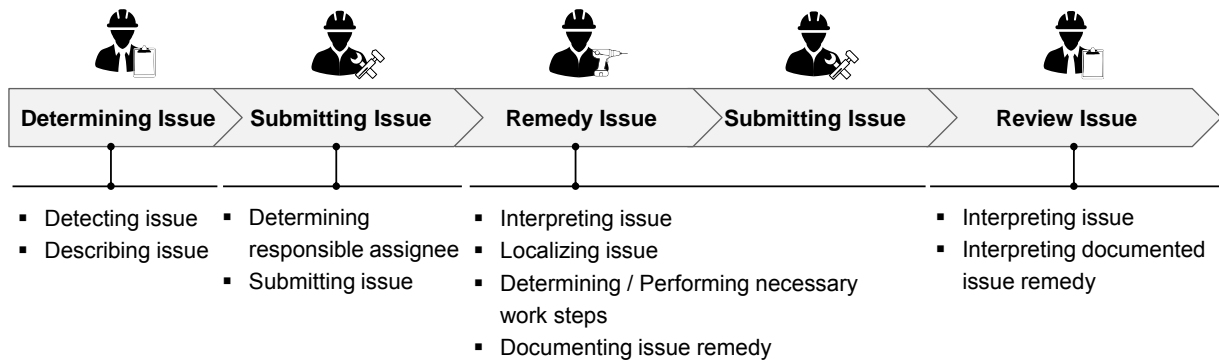 Determining Issue
Submitting Issue
Remedy Issue
Submitting Issue
Review Issue
▪ Detecting issue
▪ Describing issue
▪ Determining
responsible assignee
▪ Submitting issue
▪ Interpreting issue
▪ Localizing issue
▪ Determining / Performing necessary
work steps
▪ Documenting issue remedy
▪ Interpreting issue
▪ Interpreting documented
issue remedy